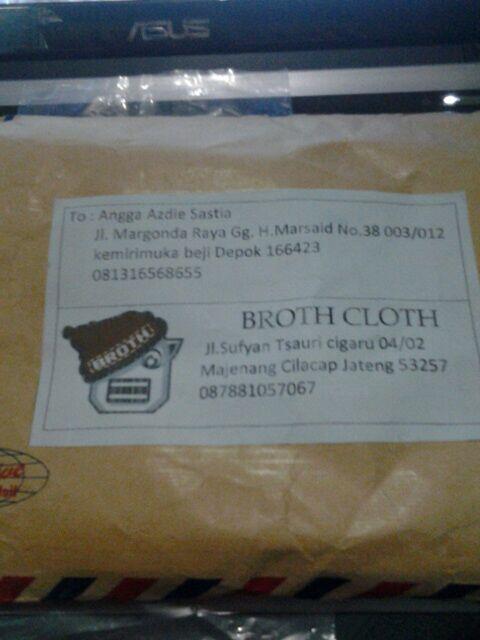 ASUS
To : Angga Azdie Sastia
Jl. Margonda Raya Gg. H.Marsaid No.38 003/012
kemirimuka beji Depok 166423
081316568655
BROTH CLOTH
BROTH
Jl.Sufyan Tsauri cigaru 04/02
Majenang Cilacap Jateng 53257
087881057067